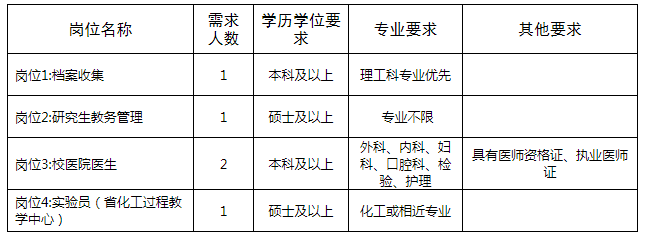 岗位名称
需求
人数
学历学位要
求
专业要求
其他要求
岗位1:档案收集
1
本科及以上
理工科专业优先
岗位2:研究生教务管理
1
硕士及以上
专业不限
岗位3:校医院医生
2
本科及以上
外科、内科、妇
科、口腔科、检
验、护理
具有医师资格证、执业医师
证
岗位4:实验员（省化工过程教
学中心）
1
硕士及以上
化工或相近专业